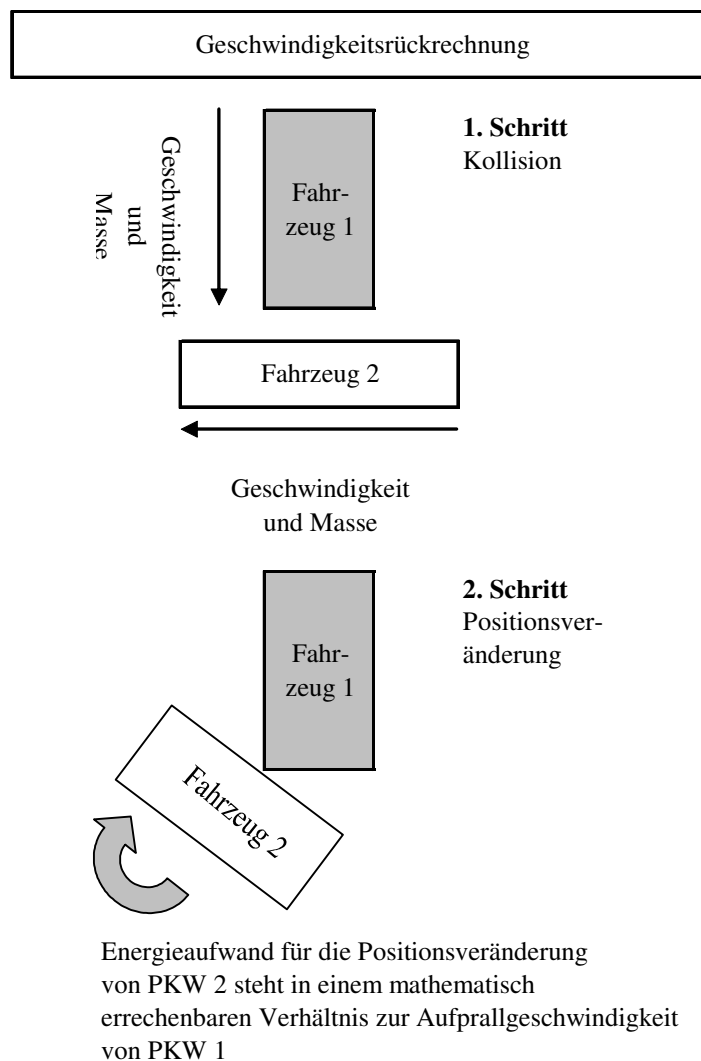 Geschwindigkeitsrückrechnung
1. Schritt
Kollision
Geschwindigkeit
und
Masse
Fahr-
zeug 1
Fahrzeug 2
Geschwindigkeit
und Masse
2. Schritt
Positionsver-
änderung
Fahr-
zeug 1
Fahrzeug 2
Energieaufwand für die Positionsveränderung
von PKW 2 steht in einem mathematisch
errechenbaren Verhältnis zur Aufprallgeschwindigkeit
von PKW 1